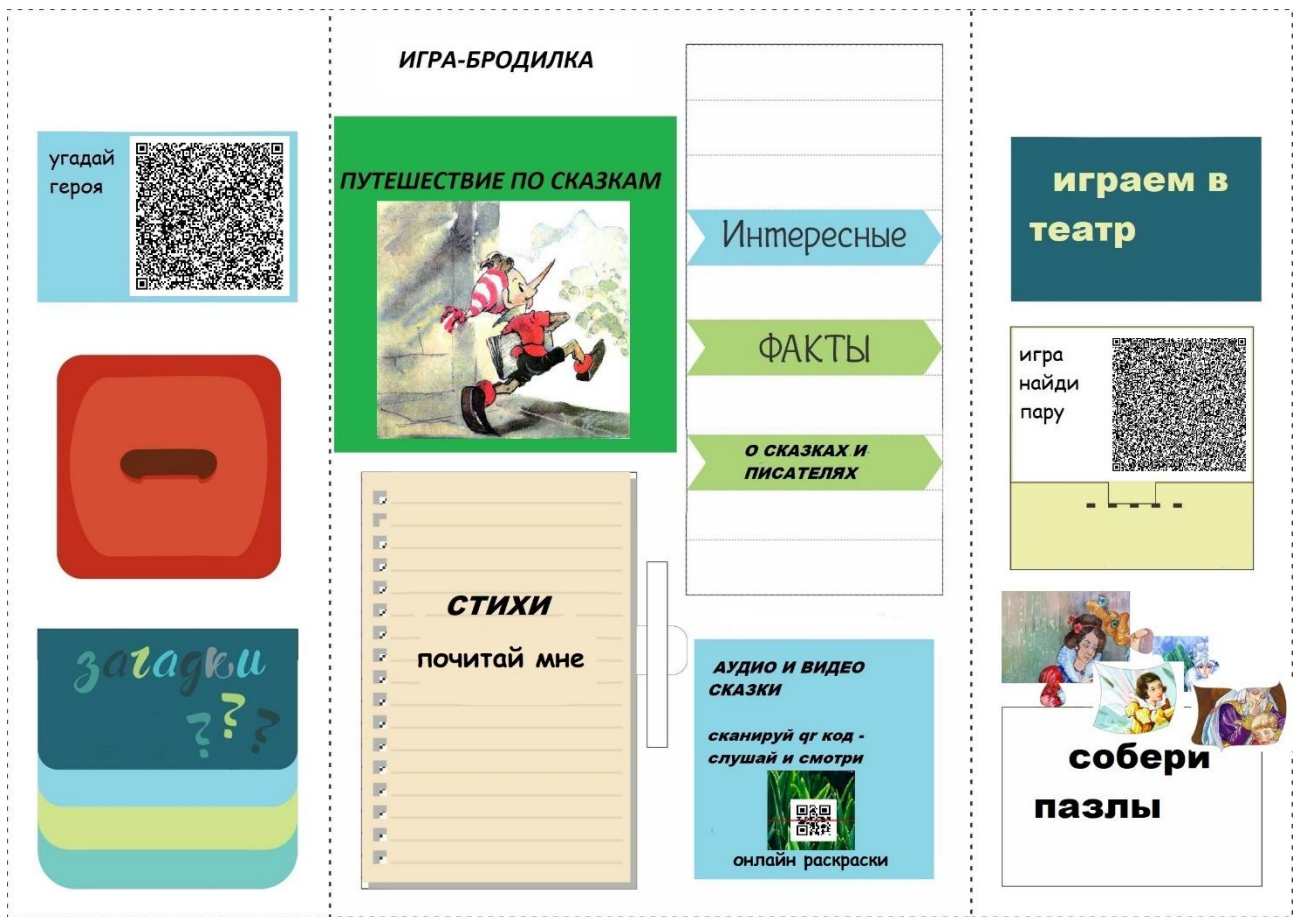 угадай
героя
загадки
???
ИГРА-БРОДИЛКА
ПУТЕШЕСТВИЕ ПО СКАЗКАМ
СТИХИ
почитай мне
Интересные
ФАКТЫ
О СКАЗКАХ И
ПИСАТЕЛЯХ
АУДИО И ВИДЕО
СКАЗКИ
сканируй qr код -
слушай и смотри
онлайн раскраски
играем в
театр
игра
найди
пару
собери
пазлы